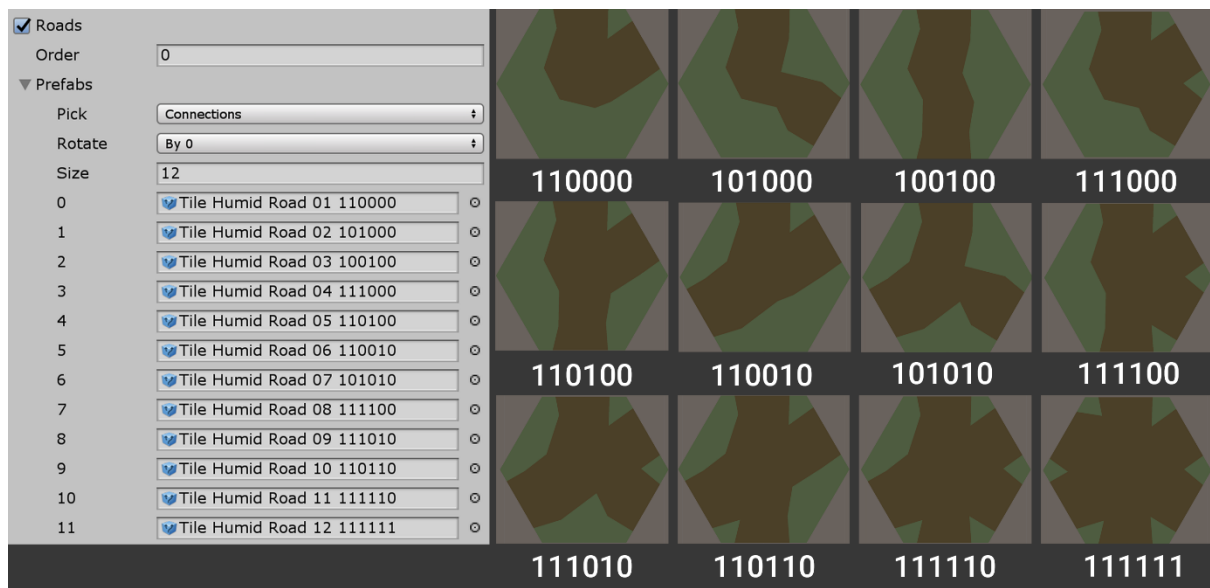 Roads
Order 0
Prefabs
Pick Connections
Rotate By 0
Size 12
0 Tile Humid Road 01 110000
1 Tile Humid Road 02 101000
2 Tile Humid Road 03 100100
3 Tile Humid Road 04 111000
4 Tile Humid Road 05 110100
5 Tile Humid Road 06 110010
6 Tile Humid Road 07 101010
7 Tile Humid Road 08 111100
8 Tile Humid Road 09 111010
9 Tile Humid Road 10 110110
10 Tile Humid Road 11 111110
11 Tile Humid Road 12 111111
110000 101000 100100 111000
110100 110010 101010 111100
111010 110110 111110 111111